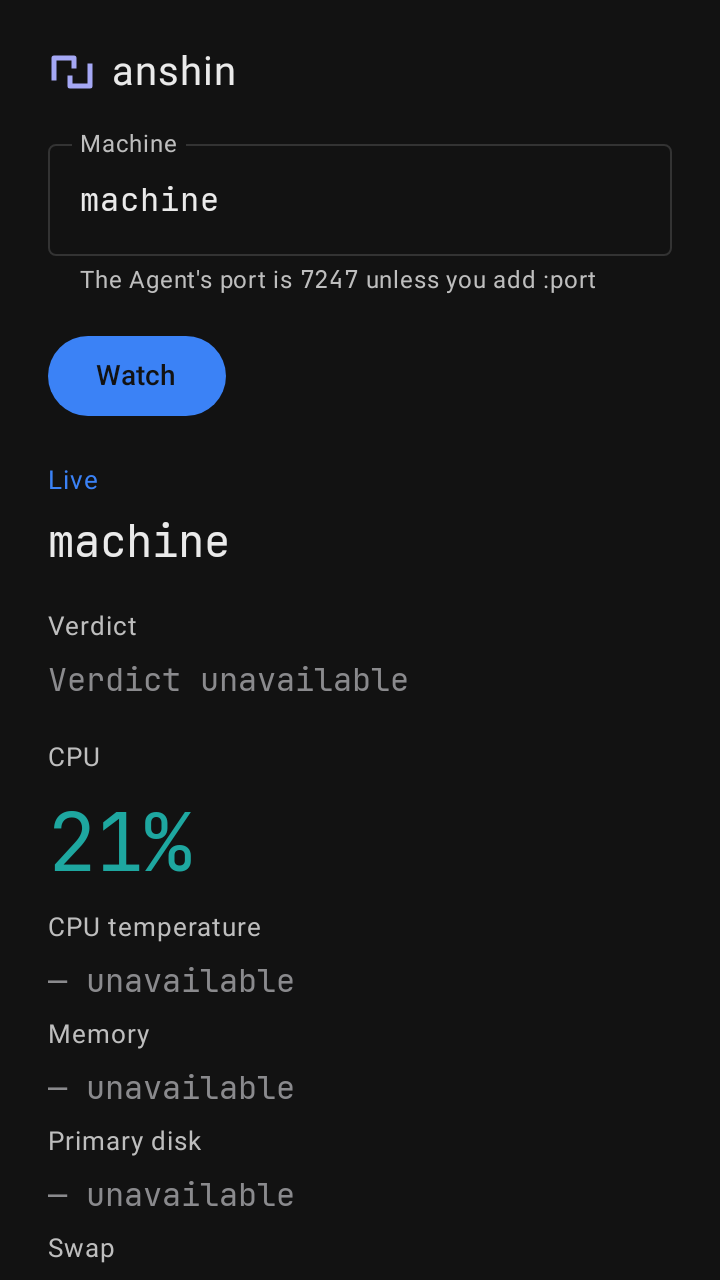 anshin
Machine
machine
The Agent's port is 7247 unless you add :port
Watch
Live
machine
Verdict
Verdict unavailable
CPU
21%
CPU temperature
— unavailable
Memory
— unavailable
Primary disk
— unavailable
Swap